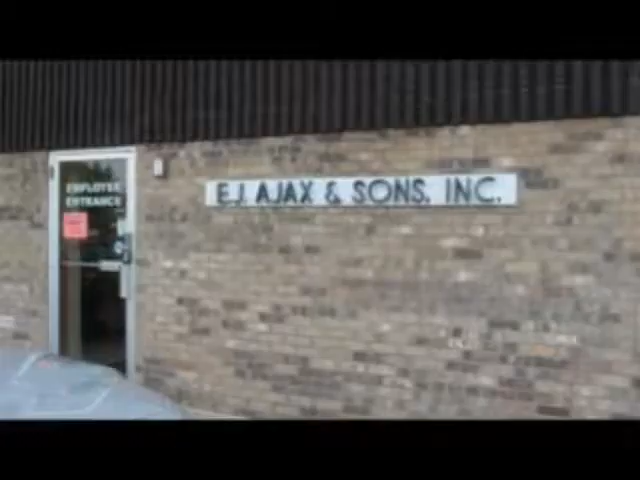 EMPLOYEE
ENTRANCE
E.J. AJAX & SONS, INC.